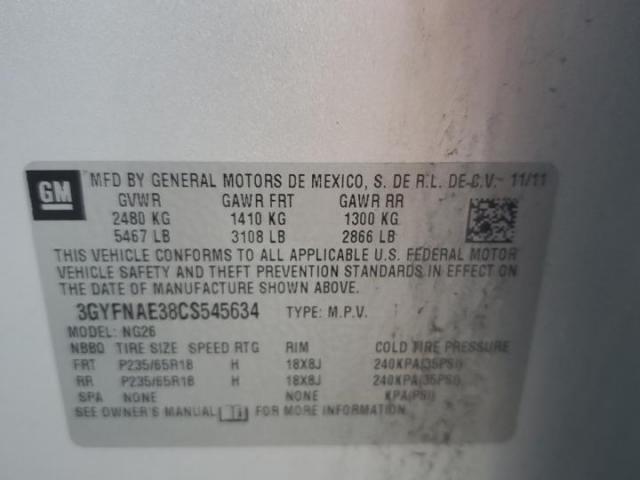 GM MFD BY GENERAL MOTORS DE MEXICO, S. DE R.L. DE C.V. 11/11
GVWR GAWR FRT GAWR RR
2480 KG 1410 KG 1300 KG
5467 LB 3108 LB 2866 LB
THIS VEHICLE CONFORMS TO ALL APPLICABLE U.S. FEDERAL MOTOR
VEHICLE SAFETY AND THEFT PREVENTION STANDARDS IN EFFECT ON
THE DATE OF MANUFACTURE SHOWN ABOVE.
3GYFNAE38CS545634 TYPE: M.P.V.
MODEL: NG26
NBBO TIRE SIZE SPEED RTG RIM COLD TIRE PRESSURE
FRT P235/65R18 H 18X8J 240KPA(35PSI)
RR P235/65R18 H 18X8J 240KPA(35PSI)
SPA NONE NONE KPA(PSI)
SEE OWNER'S MANUAL FOR MORE INFORMATION